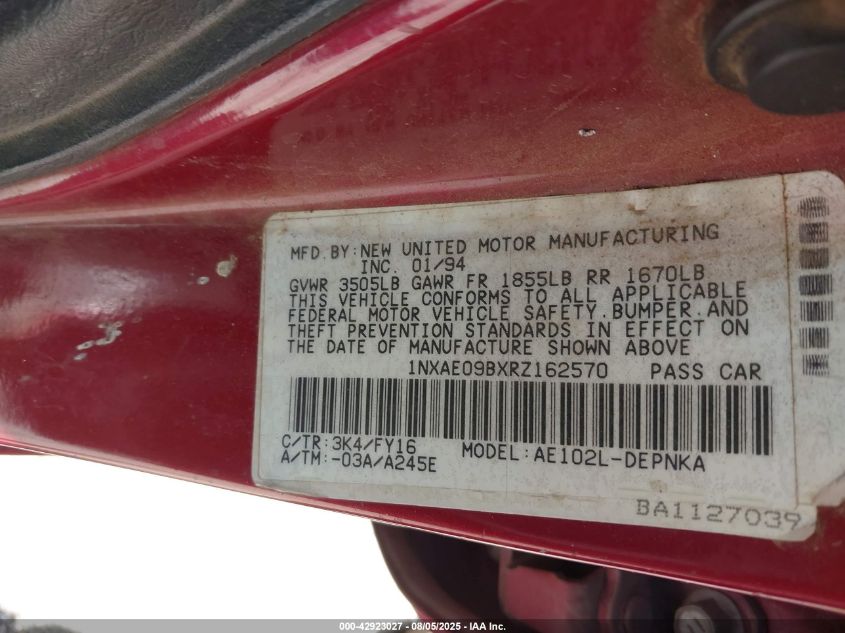 MFD.BY:NEW UNITED MOTOR MANUFACTURING
INC. 01/94
GVWR 3505LB GAWR FR 1855LB RR 1670LB
THIS VEHICLE CONFORMS TO ALL APPLICABLE
FEDERAL MOTOR VEHICLE SAFETY.BUMPER.AND
THEFT PREVENTION STANDARDS IN EFFECT ON
THE DATE OF MANUFACTURE SHOWN ABOVE
1NXAE09BXRZ162570 PASS CAR
C/TR:3K4/FY16 MODEL:AE102L-DEPNKA
A/TM:-03A/A245E
BA1127039
000-42923027 - 08/05/2025 - IAA Inc.